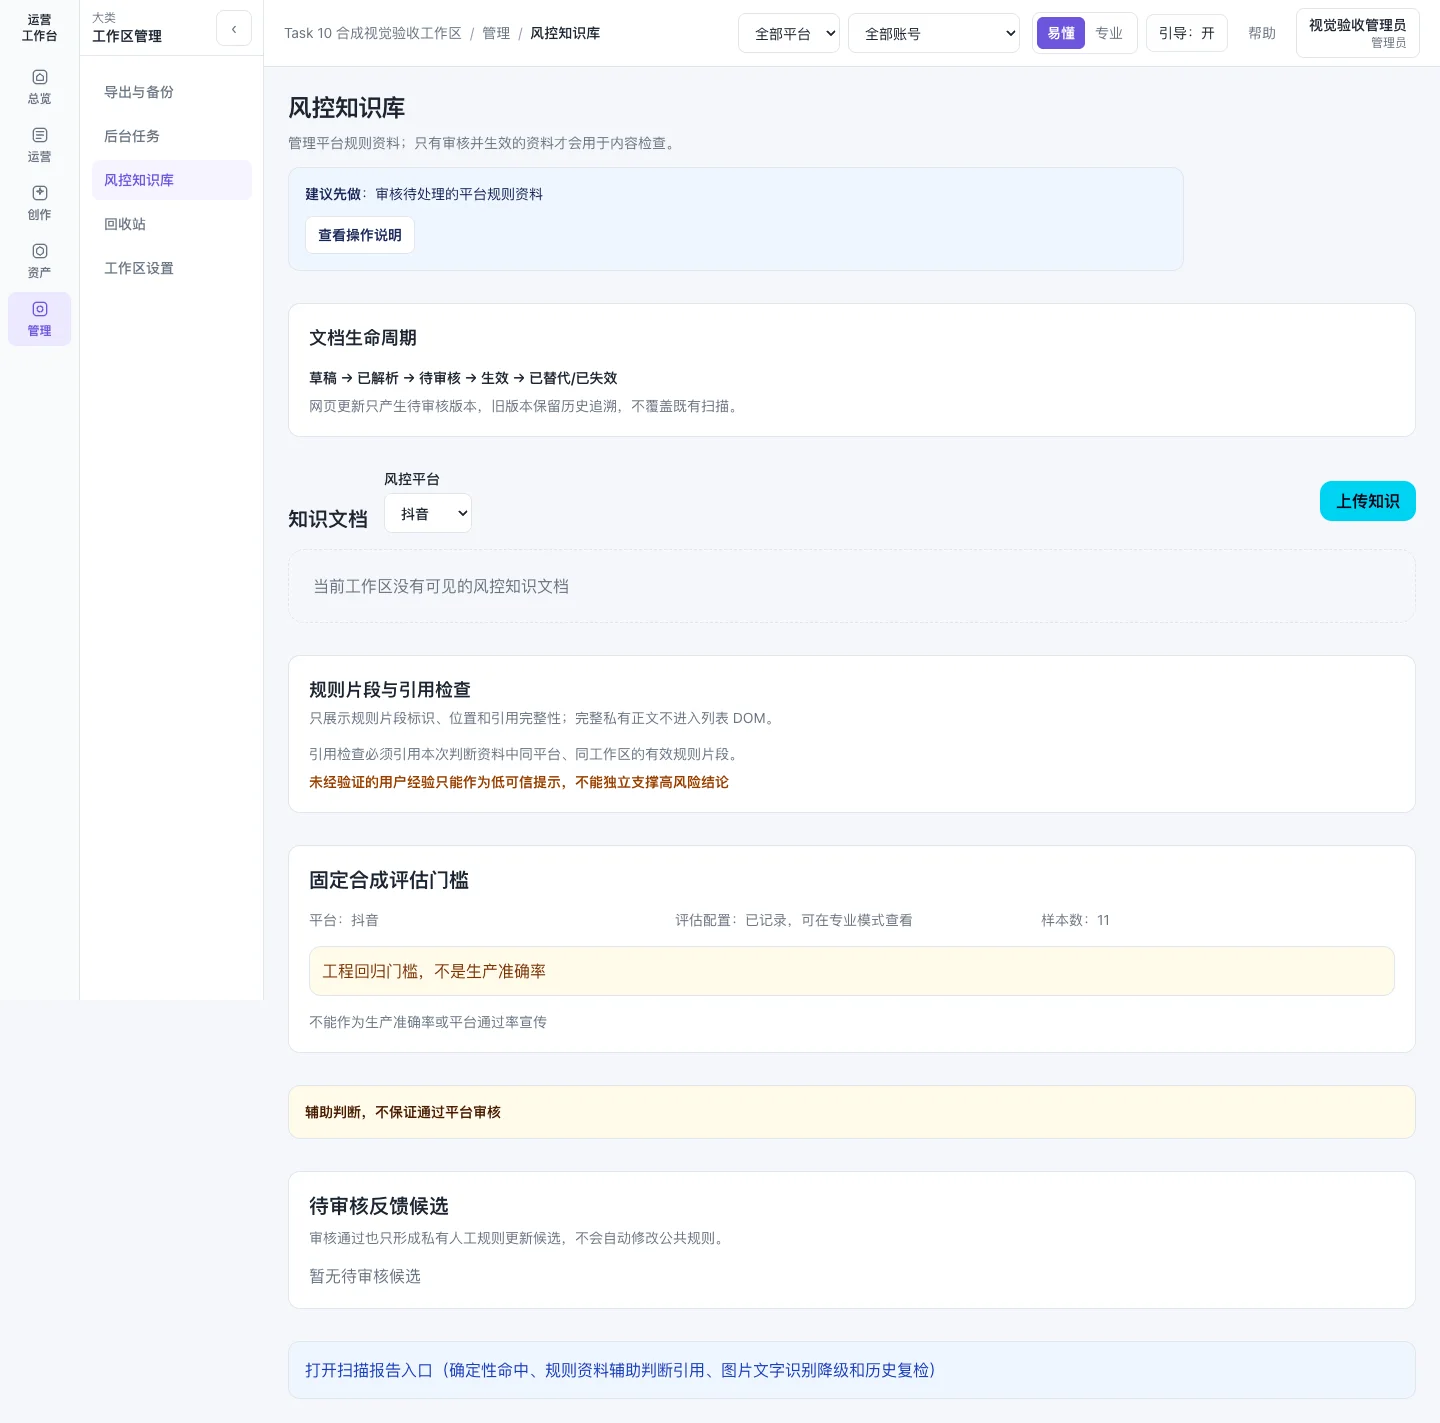 运营
工作台
总览
运营
创作
资产
管理
大类
工作区管理
‹
导出与备份
后台任务
风控知识库
回收站
工作区设置
Task 10 合成视觉验收工作区 / 管理 / 风控知识库
全部平台
全部账号
易懂
专业
引导：开
帮助
视觉验收管理员
管理员
风控知识库
管理平台规则资料；只有审核并生效的资料才会用于内容检查。
建议先做：审核待处理的平台规则资料
查看操作说明
文档生命周期
草稿 → 已解析 → 待审核 → 生效 → 已替代/已失效
网页更新只产生待审核版本，旧版本保留历史追溯，不覆盖既有扫描。
知识文档
风控平台
抖音
上传知识
当前工作区没有可见的风控知识文档
规则片段与引用检查
只展示规则片段标识、位置和引用完整性；完整私有正文不进入列表 DOM。
引用检查必须引用本次判断资料中同平台、同工作区的有效规则片段。
未经验证的用户经验只能作为低可信提示，不能独立支撑高风险结论
固定合成评估门槛
平台：抖音
评估配置：已记录，可在专业模式查看
样本数：11
工程回归门槛，不是生产准确率
不能作为生产准确率或平台通过率宣传
辅助判断，不保证通过平台审核
待审核反馈候选
审核通过也只形成私有人工规则更新候选，不会自动修改公共规则。
暂无待审核候选
打开扫描报告入口（确定性命中、规则资料辅助判断引用、图片文字识别降级和历史复检）